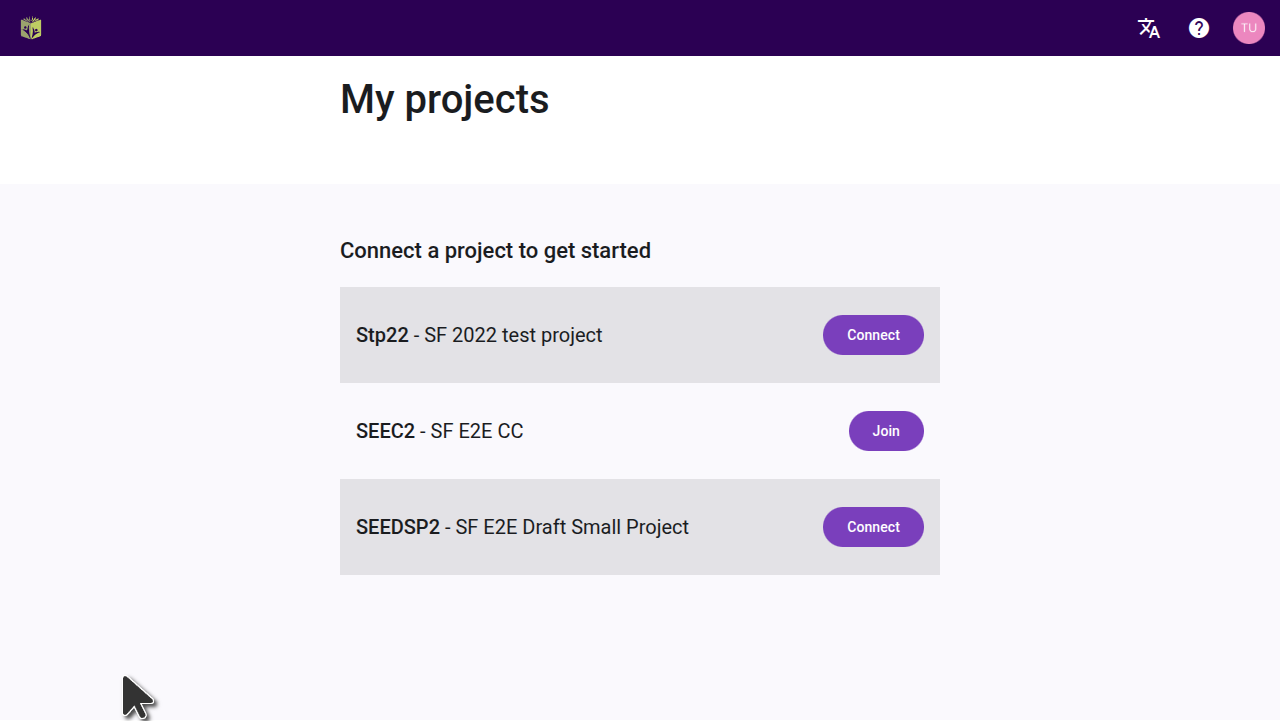 TU
My projects
Connect a project to get started
Stp22 - SF 2022 test project
Connect
SEEC2 - SF E2E CC
Join
SEEDSP2 - SF E2E Draft Small Project
Connect